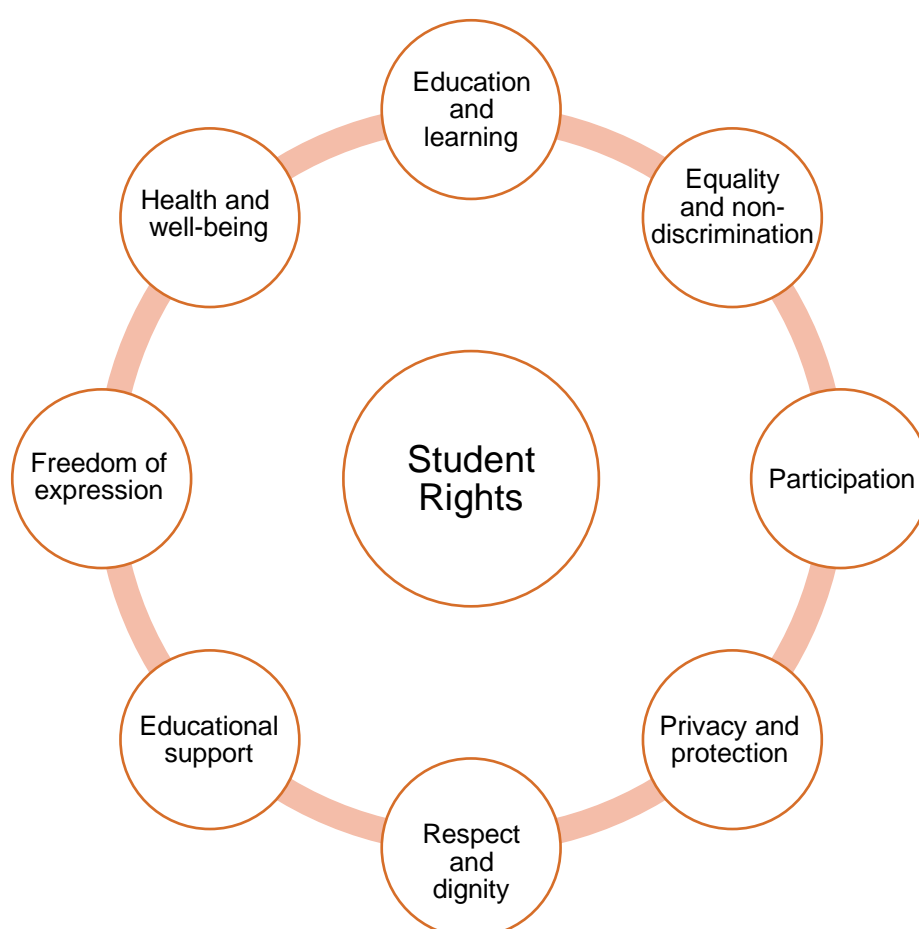 Education
and
learning
Equality
and non-
discrimination
Participation
Privacy and
protection
Respect
and
dignity
Educational
support
Freedom of
expression
Health and
well-being
Student
Rights